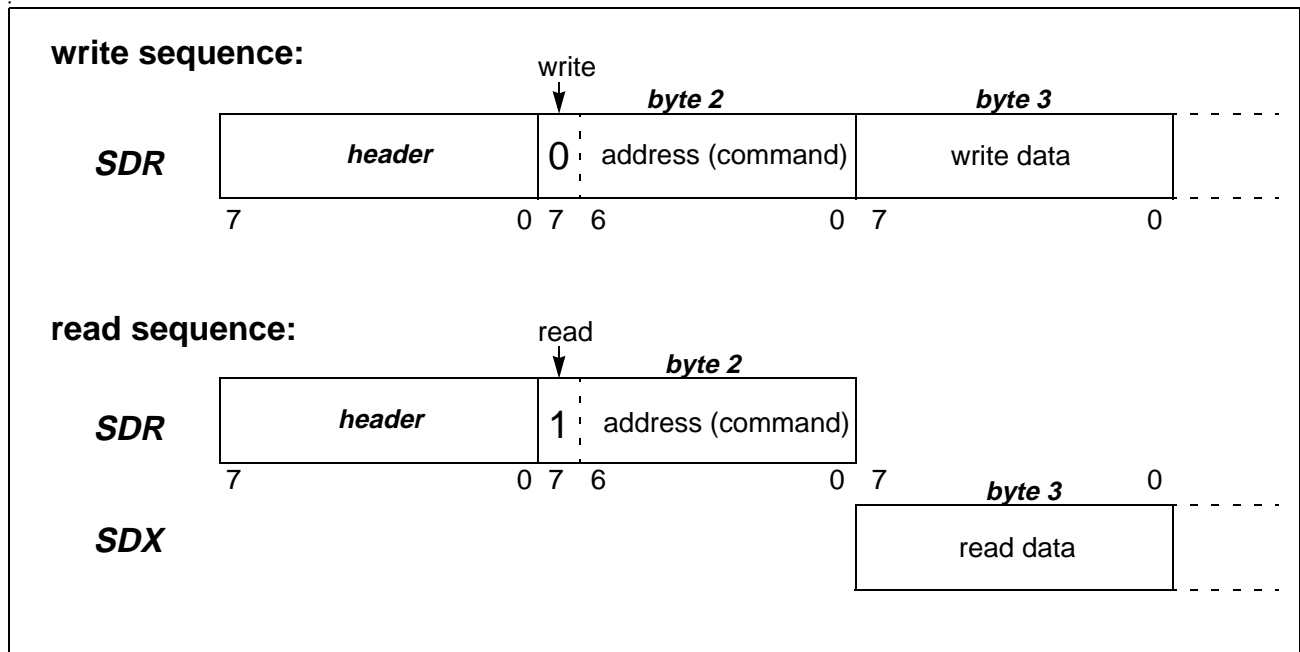 write sequence:
write
byte 2 byte 3
SDR header 0 address (command) write data
7 0 7 6 0 7 0
read sequence:
read
byte 2
SDR header 1 address (command)
7 0 7 6 0 7 0
byte 3
SDX read data